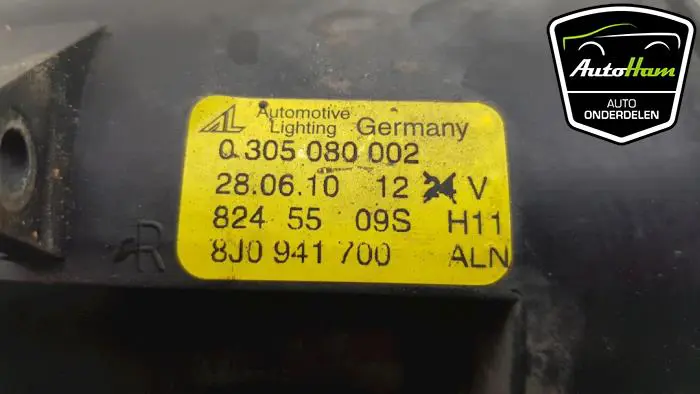 AutoHam
AUTO
ONDERDELEN
AL Automotive
Lighting Germany
0 305 080 002
28.06.10 12 24 V
824 55 09S H11
8J0 941 700 ALN
R